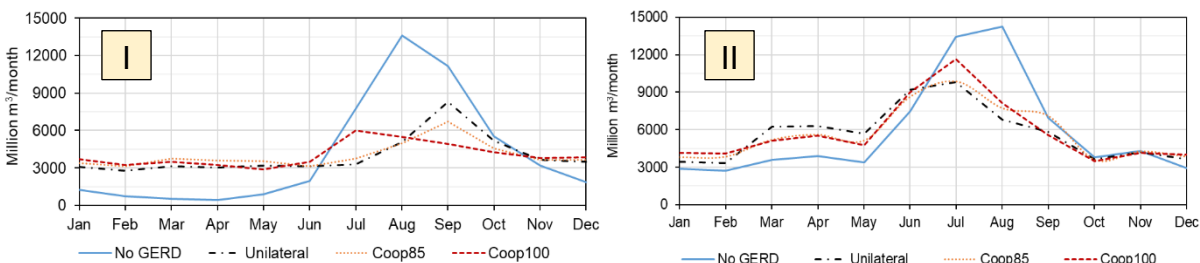 15000
12000
9000
6000
3000
0
Million m³/month
I
Jan Feb Mar Apr May Jun Jul Aug Sep Oct Nov Dec
No GERD Unilateral Coop85 Coop100
15000
12000
9000
6000
3000
0
Million m³/month
II
Jan Feb Mar Apr May Jun Jul Aug Sep Oct Nov Dec
No GERD Unilateral Coop85 Coop100